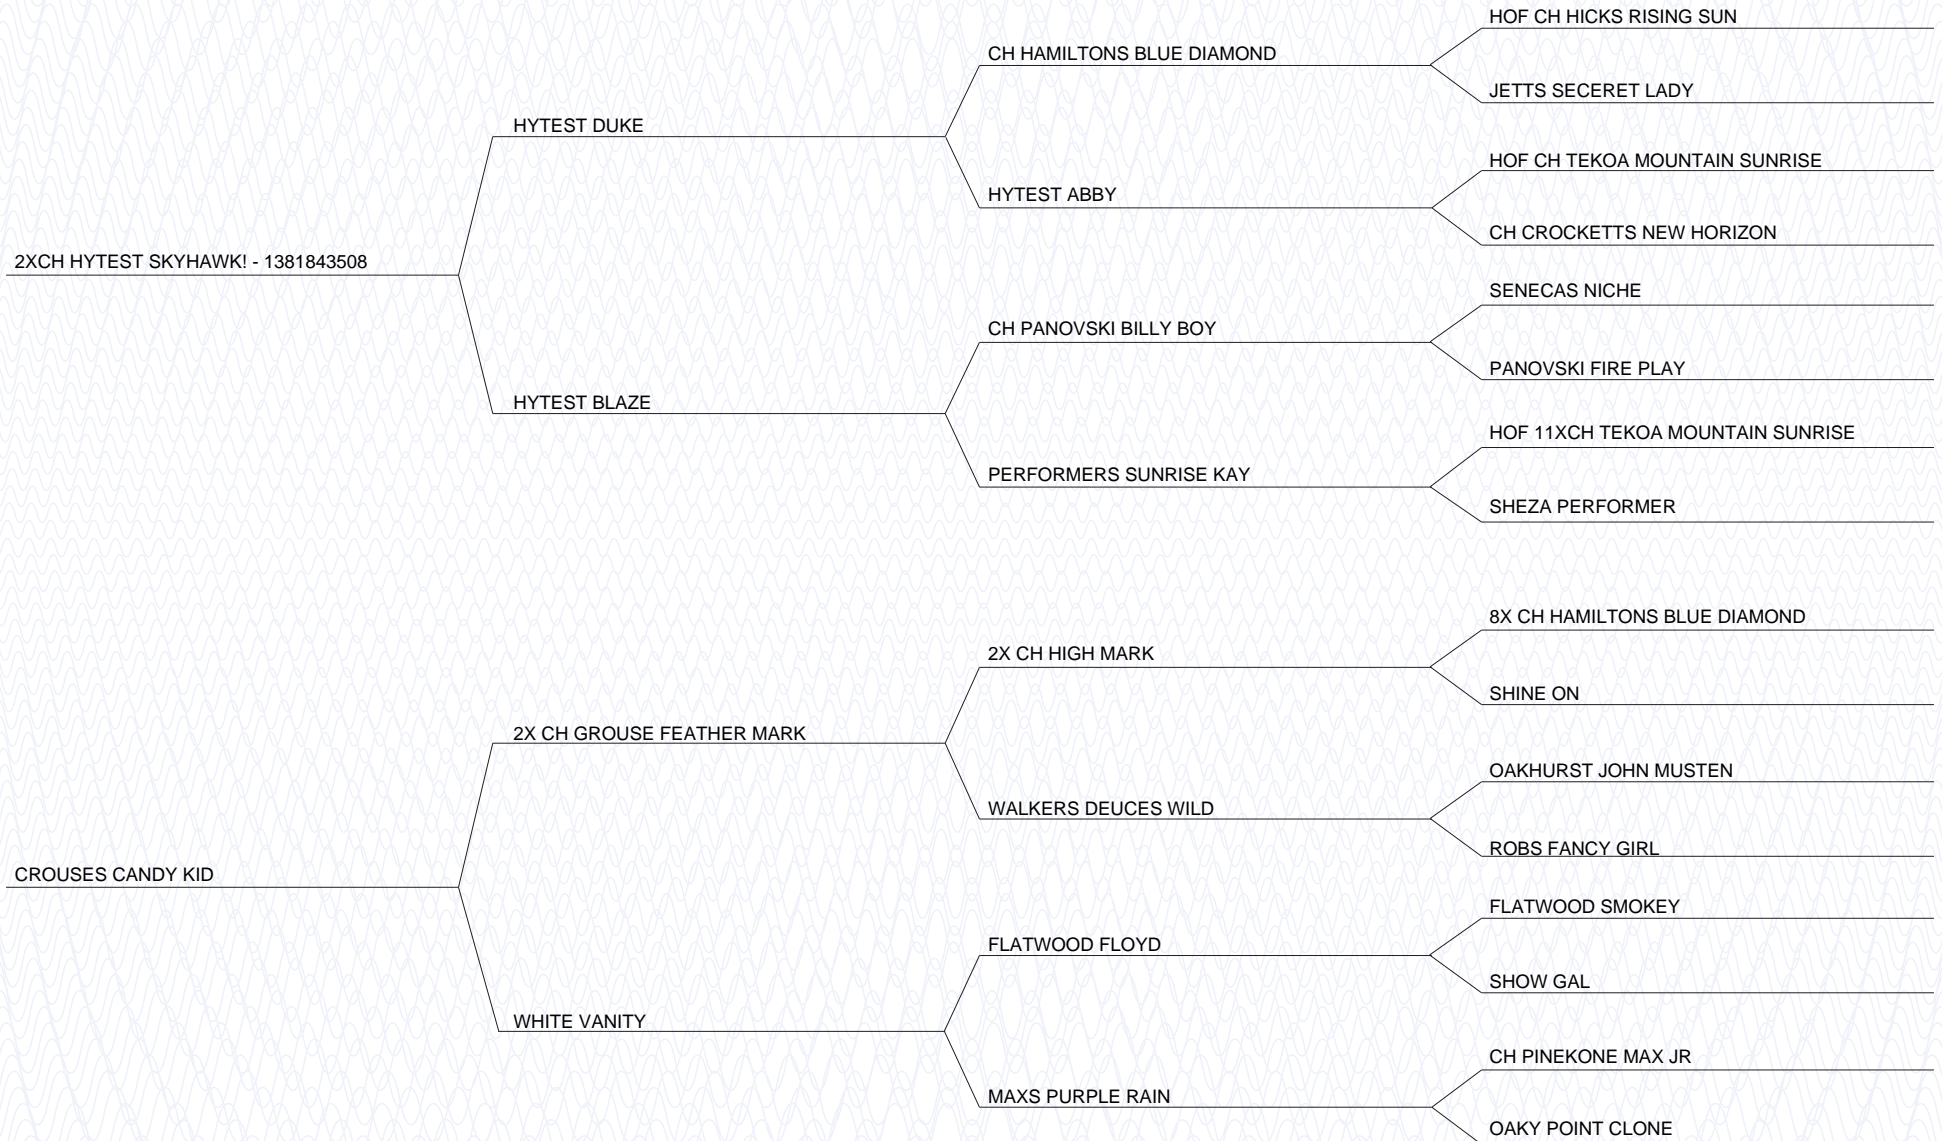 HOF CH HICKS RISING SUN
CH HAMILTONS BLUE DIAMOND
JETTS SECERET LADY
HYTEST DUKE
HOF CH TEKOA MOUNTAIN SUNRISE
HYTEST ABBY
CH CROCKETTS NEW HORIZON
2XCH HYTEST SKYHAWK! - 1381843508
SENECAS NICHE
CH PANOVSKI BILLY BOY
PANOVSKI FIRE PLAY
HYTEST BLAZE
HOF 11XCH TEKOA MOUNTAIN SUNRISE
PERFORMERS SUNRISE KAY
SHEZA PERFORMER
8X CH HAMILTONS BLUE DIAMOND
2X CH HIGH MARK
SHINE ON
2X CH GROUSE FEATHER MARK
OAKHURST JOHN MUSTEN
WALKERS DEUCES WILD
ROBS FANCY GIRL
CROUSES CANDY KID
FLATWOOD SMOKEY
FLATWOOD FLOYD
SHOW GAL
WHITE VANITY
CH PINEKONE MAX JR
MAXS PURPLE RAIN
OAKY POINT CLONE